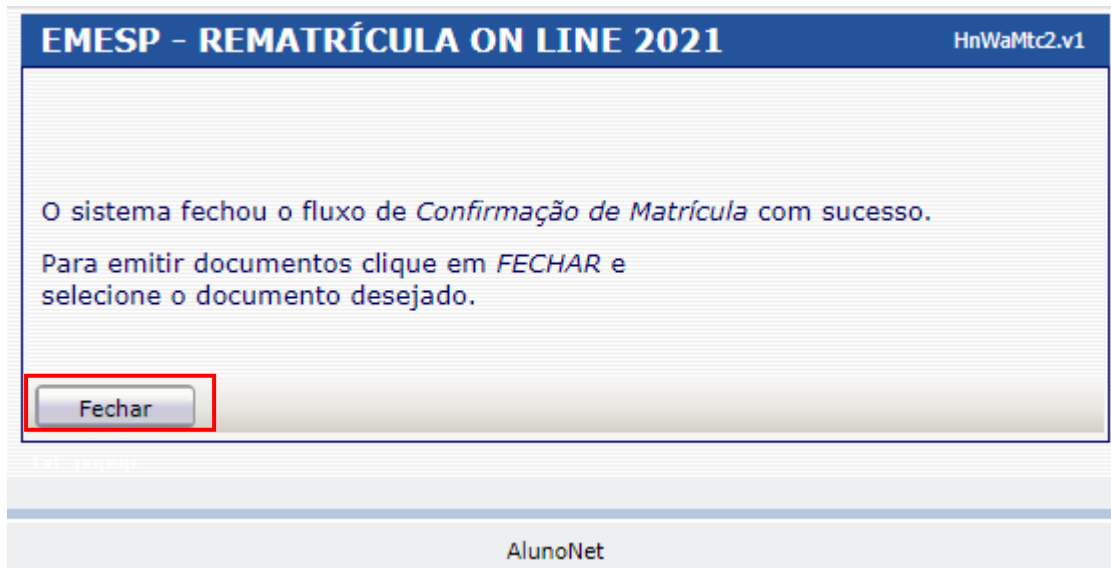 EMESP - REMATRÍCULA ON LINE 2021 HnWaMtc2.v1
O sistema fechou o fluxo de Confirmação de Matrícula com sucesso.
Para emitir documentos clique em FECHAR e
selecione o documento desejado.
Fechar
AlunoNet